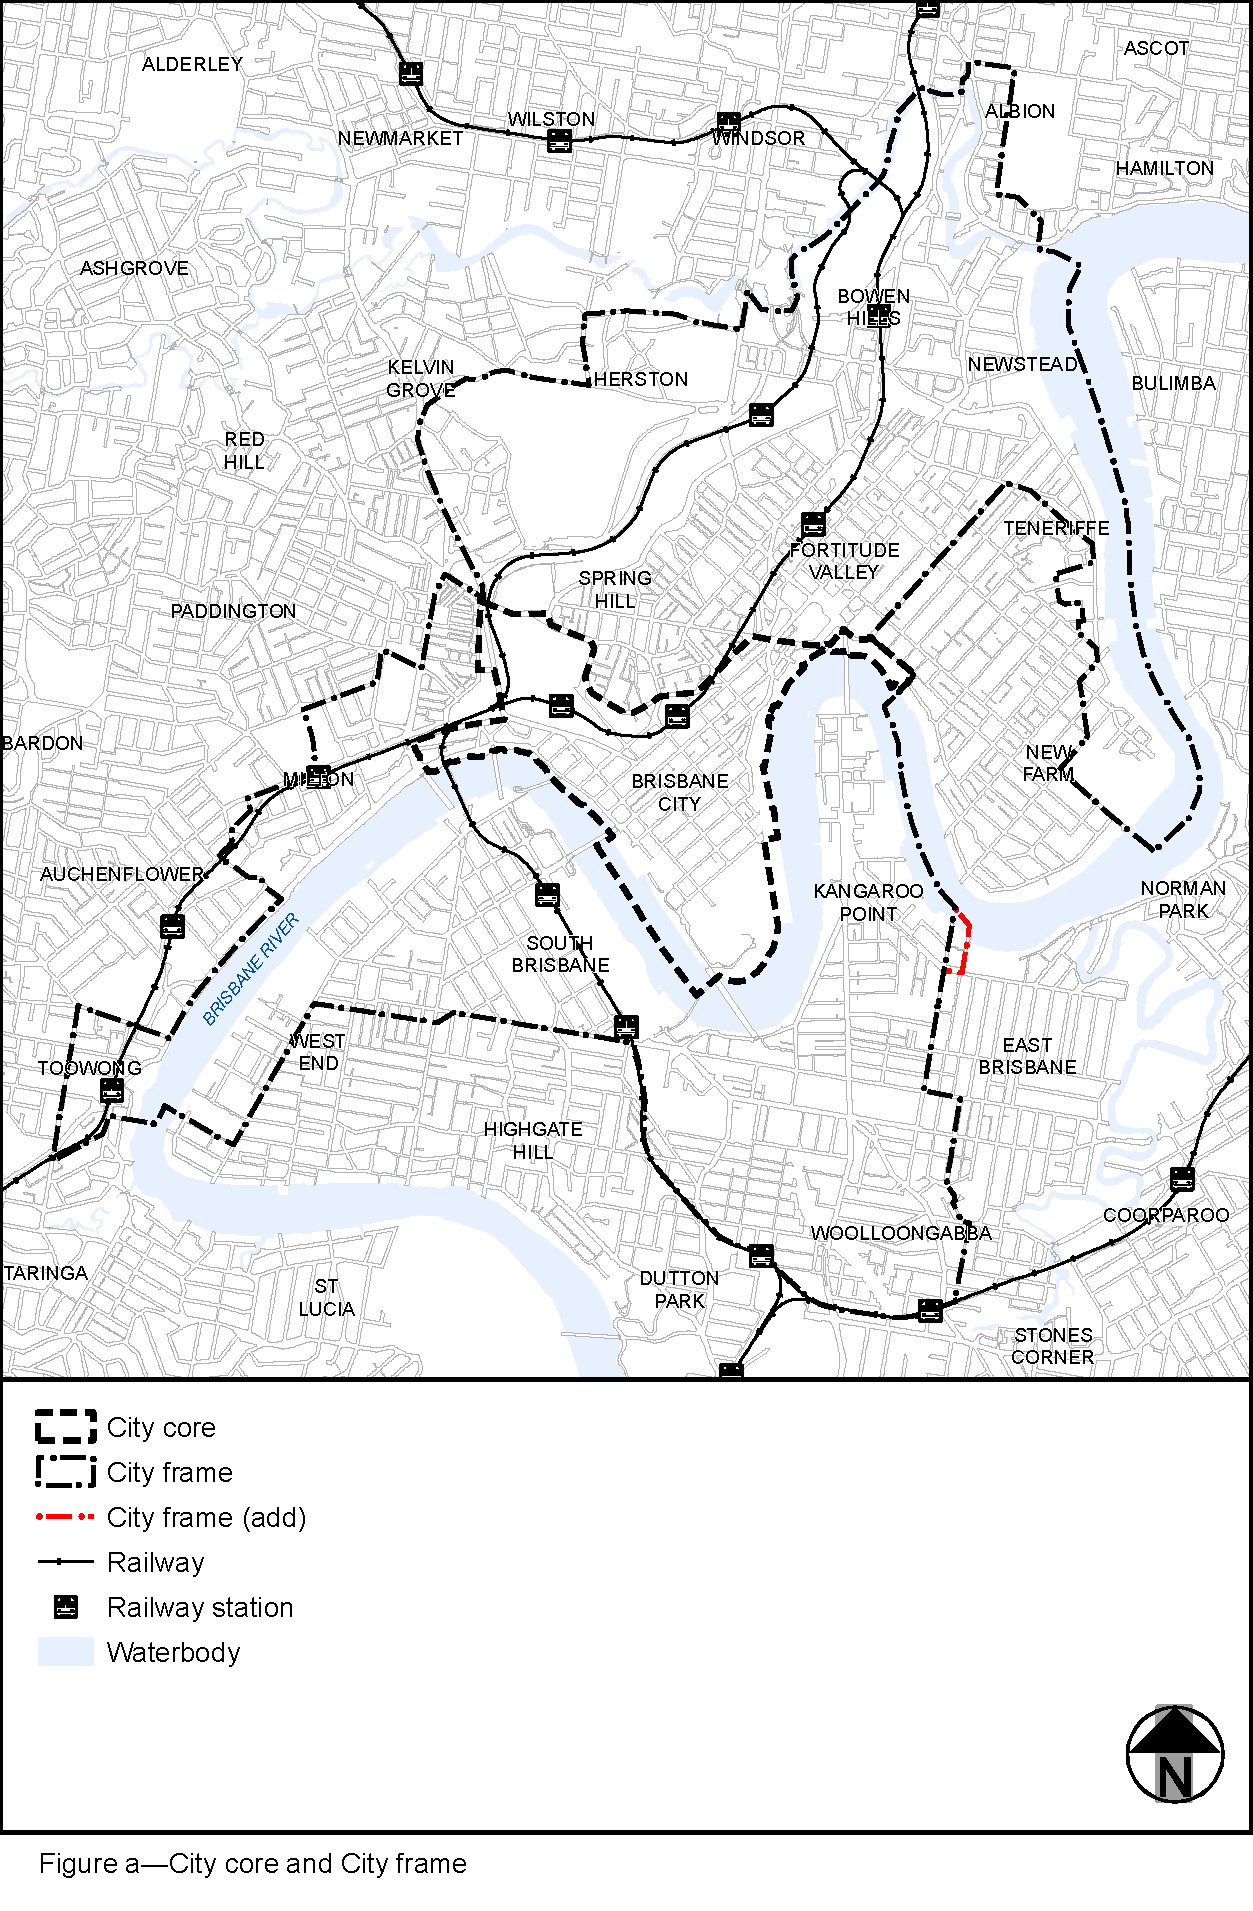 ASCOT
ALDERLEY
ALBION
WILSTON
NEWMARKET
WINDSOR
HAMILTON
ASHGROVE
BOWEN
HILLS
KELVIN
GROVE
HERSTON
NEWSTEAD
BULIMBA
RED
HILL
TENERIFFE
FORTITUDE
VALLEY
SPRING
HILL
PADDINGTON
BARDON
NEW
FARM
MILTON
BRISBANE
CITY
AUCHENFLOWER
KANGAROO
POINT
NORMAN
PARK
BRISBANE RIVER
SOUTH
BRISBANE
WEST
END
EAST
BRISBANE
TOOWONG
HIGHGATE
HILL
COORPAROO
WOOLLOONGABBA
TARINGA
ST
LUCIA
DUTTON
PARK
STONES
CORNER
City core
City frame
City frame (add)
Railway
Railway station
Waterbody
N
Figure a—City core and City frame